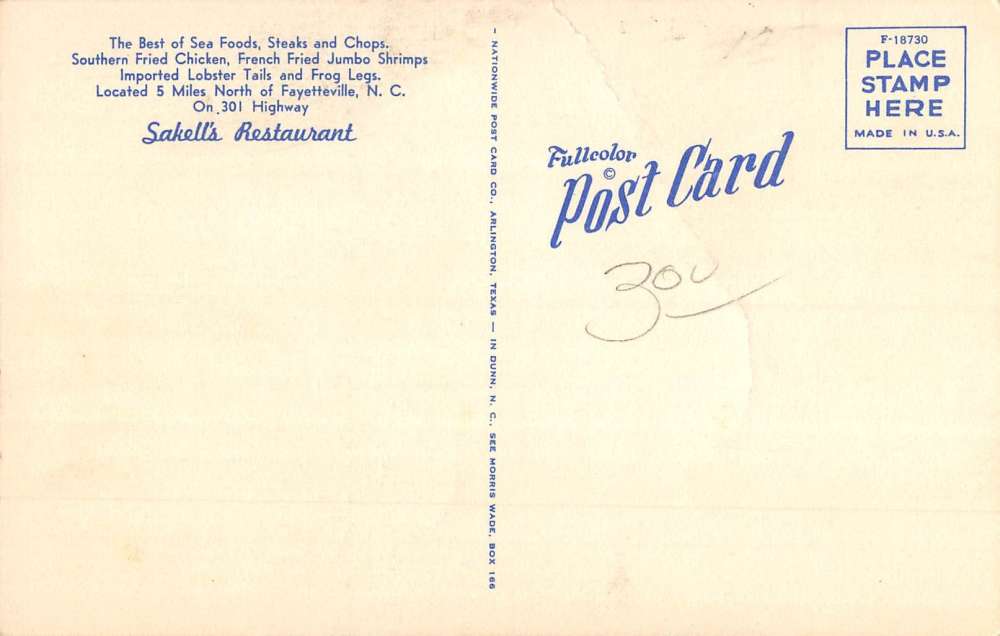 The Best of Sea Foods, Steaks and Chops.
Southern Fried Chicken, French Fried Jumbo Shrimps
Imported Lobster Tails and Frog Legs.
Located 5 Miles North of Fayetteville, N. C.
On 301 Highway
Sakell's Restaurant
- NATIONWIDE POST CARD CO., ARLINGTON, TEXAS — IN DUNN, N. C., SEE MORRIS WADE, BOX 166
F-18730
PLACE
STAMP
HERE
MADE IN U.S.A.
Fullcolor
©
Post Card
300